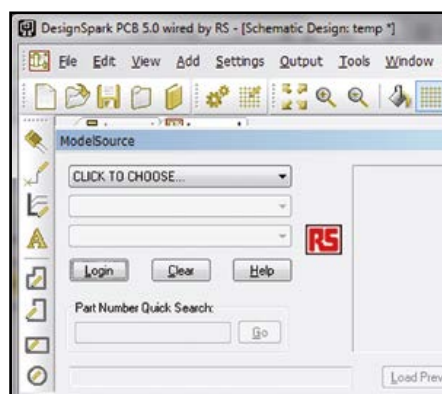 DesignSpark PCB 5.0 wired by RS - [Schematic Design: temp *]
File Edit View Add Settings Output Tools Window
ModelSource
CLICK TO CHOOSE...
RS
Login Clear Help
Part Number Quick Search:
Go
Load Prev